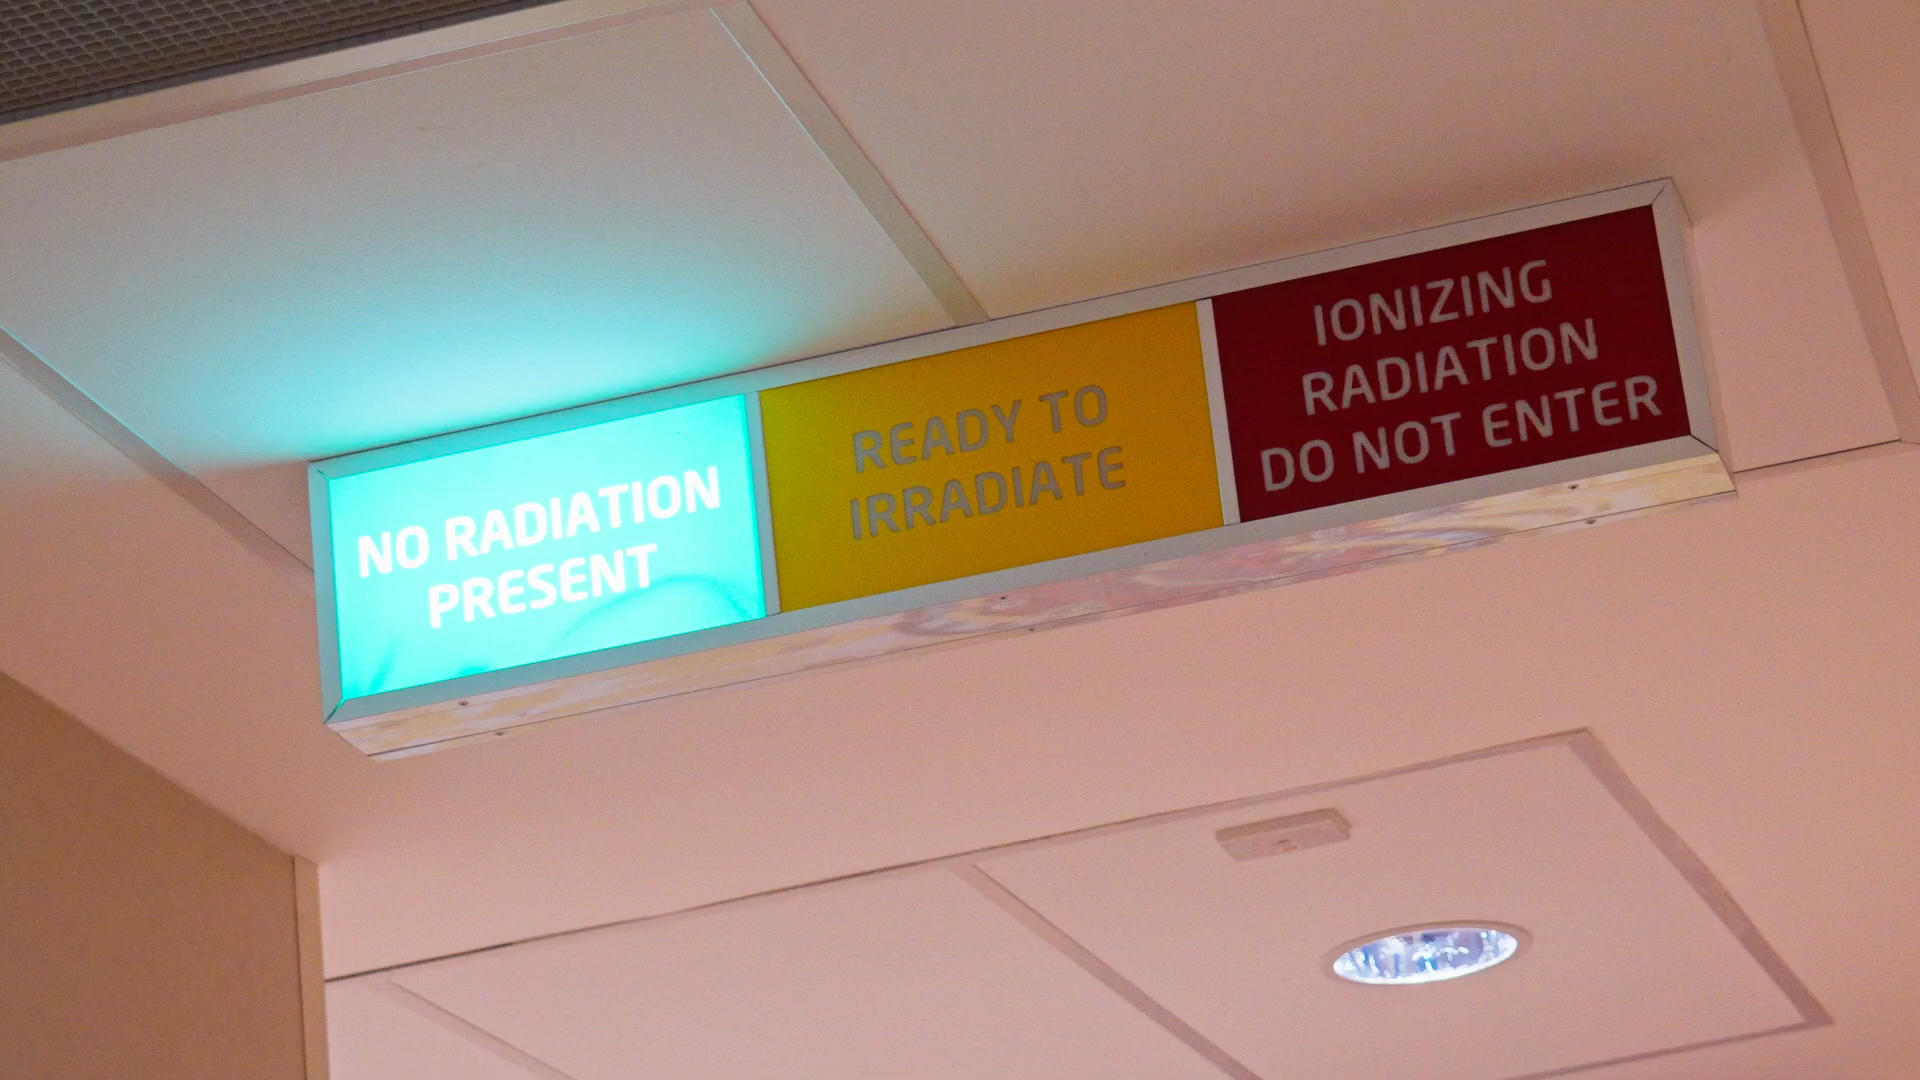 NO RADIATION
PRESENT
READY TO
IRRADIATE
IONIZING
RADIATION
DO NOT ENTER